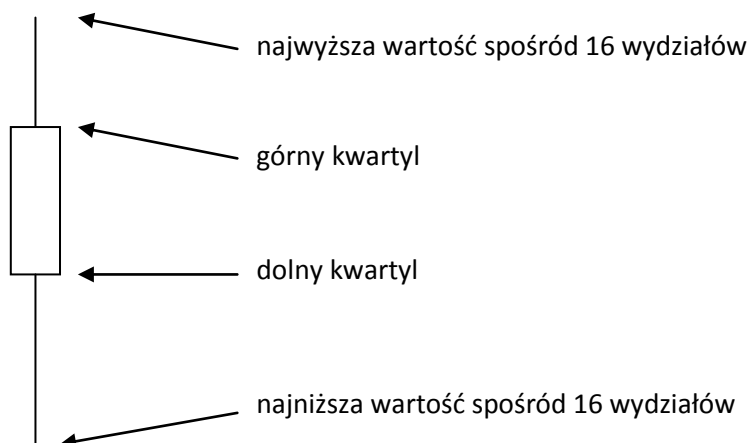 najwyższa wartość spośród 16 wydziałów
górny kwartyl
dolny kwartyl
najniższa wartość spośród 16 wydziałów